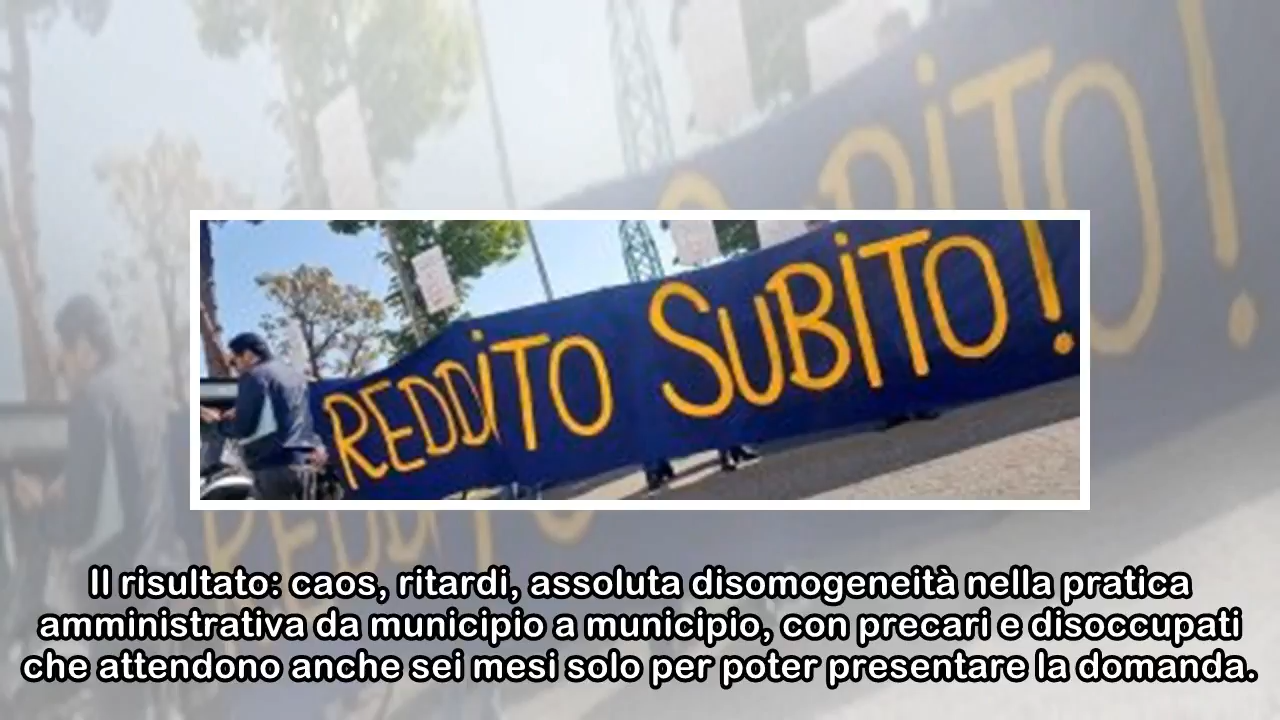 REDDITO SUBITO!
Il risultato: caos, ritardi, assoluta disomogeneità nella pratica
amministrativa da municipio a municipio, con precari e disoccupati
che attendono anche sei mesi solo per poter presentare la domanda.